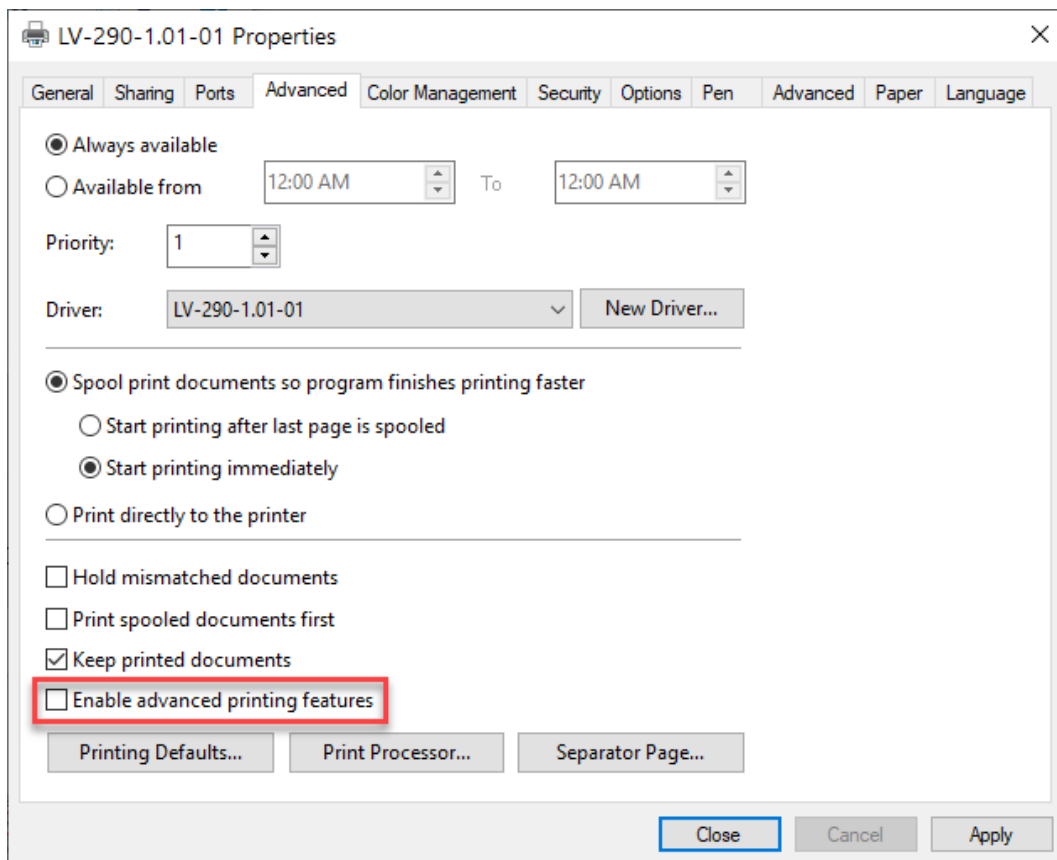 LV-290-1.01-01 Properties
General Sharing Ports Advanced Color Management Security Options Pen Advanced Paper Language
Always available
Available from 12:00 AM To 12:00 AM
Priority: 1
Driver: LV-290-1.01-01 New Driver...
Spool print documents so program finishes printing faster
Start printing after last page is spooled
Start printing immediately
Print directly to the printer
Hold mismatched documents
Print spooled documents first
Keep printed documents
Enable advanced printing features
Printing Defaults... Print Processor... Separator Page...
Close Cancel Apply